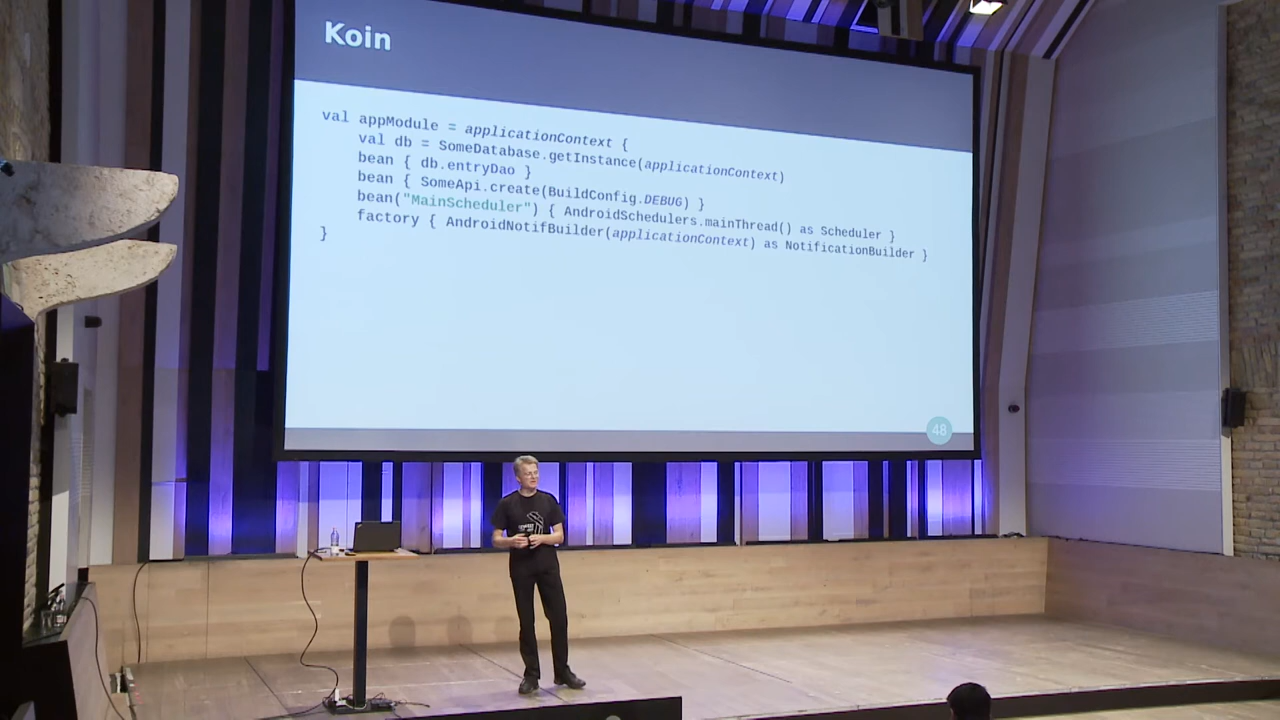 Koin
val appModule = applicationContext {
    val db = SomeDatabase.getInstance(applicationContext)
    bean { db.entryDao }
    bean { SomeApi.create(BuildConfig.DEBUG) }
    bean("MainScheduler") { AndroidSchedulers.mainThread() as Scheduler }
    factory { AndroidNotifBuilder(applicationContext) as NotificationBuilder }
}
48